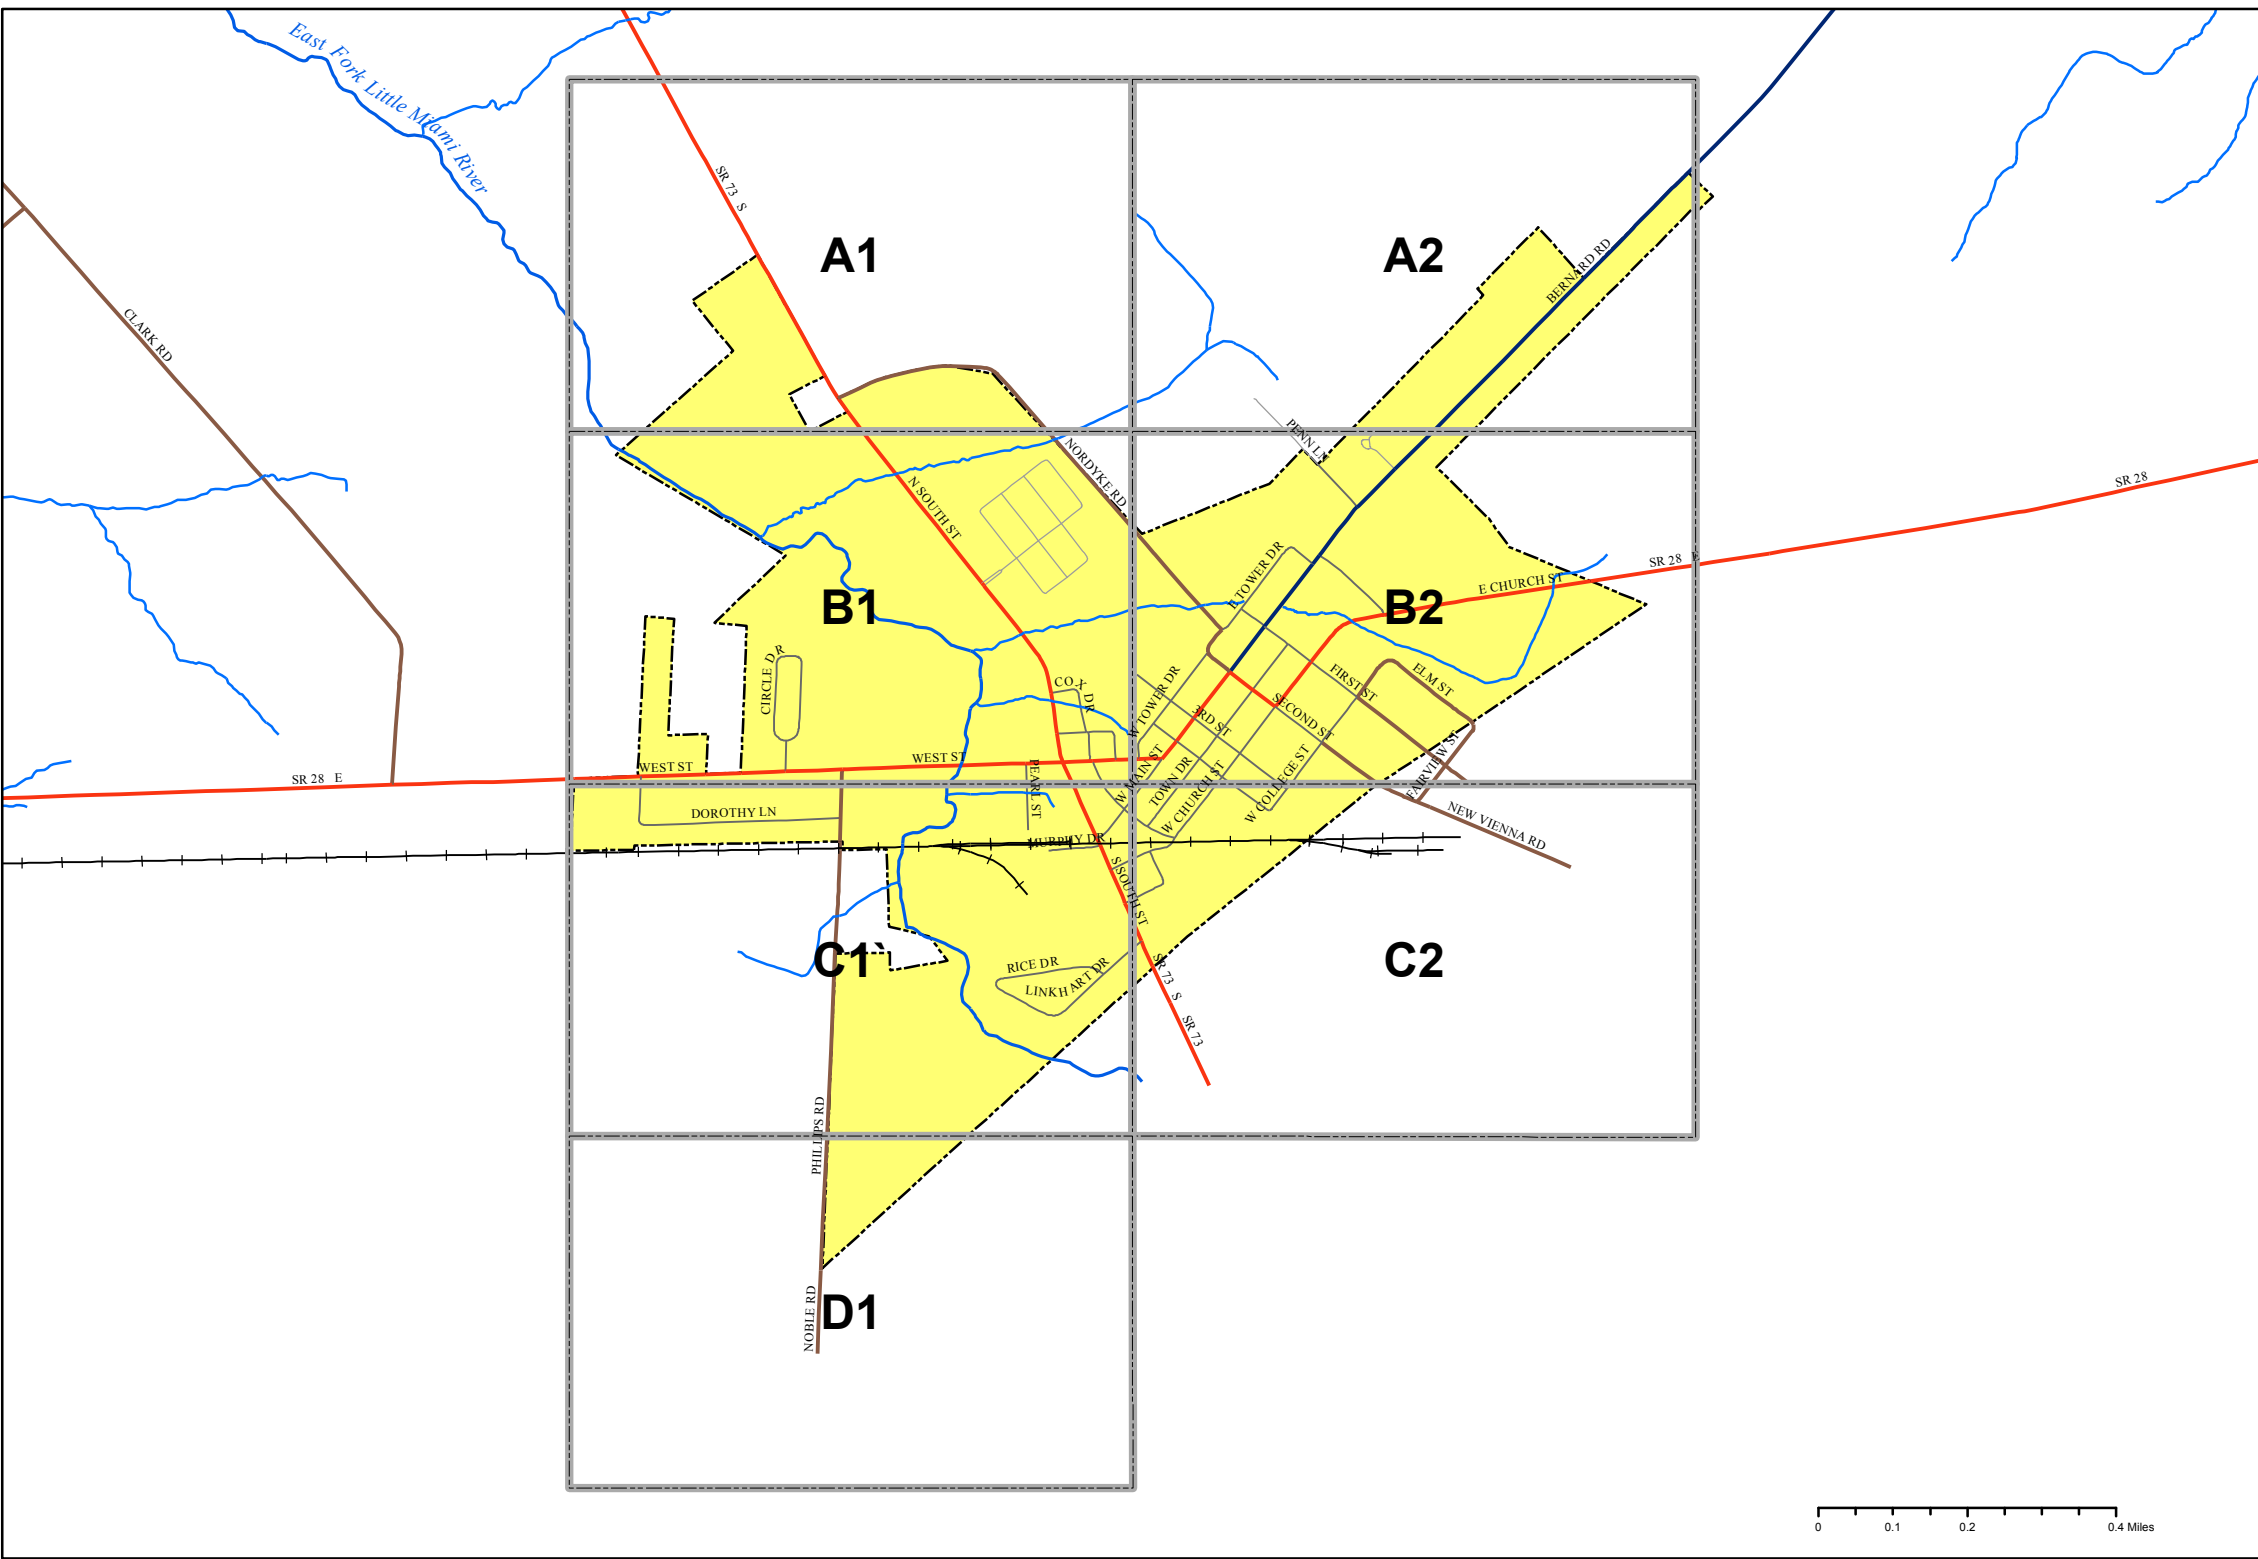 East Fork Little Miami River
SR 73 S
A1
A2
BERNARD RD
CLARK RD
PENN LN
NORDYKE RD
N SOUTH ST
SR 28
SR 28 E
E CHURCH ST
E TOWER DR
B1
B2
CIRCLE DR
COX DR
W TOWER DR
FIRST ST
ELM ST
3RD ST
SECOND ST
FAIRVIEW ST
WEST ST
WEST ST
SR 28 E
PEARL ST
W MAIN ST
TOWN DR
W CHURCH ST
W COLLEGE ST
DOROTHY LN
NEW VIENNA RD
MURPHY DR
S SOUTH ST
C1`
C2
RICE DR
LINKHART DR
SR 73 S
SR 73
PHILLIPS RD
NOBLE RD
D1
0 0.1 0.2 0.4 Miles